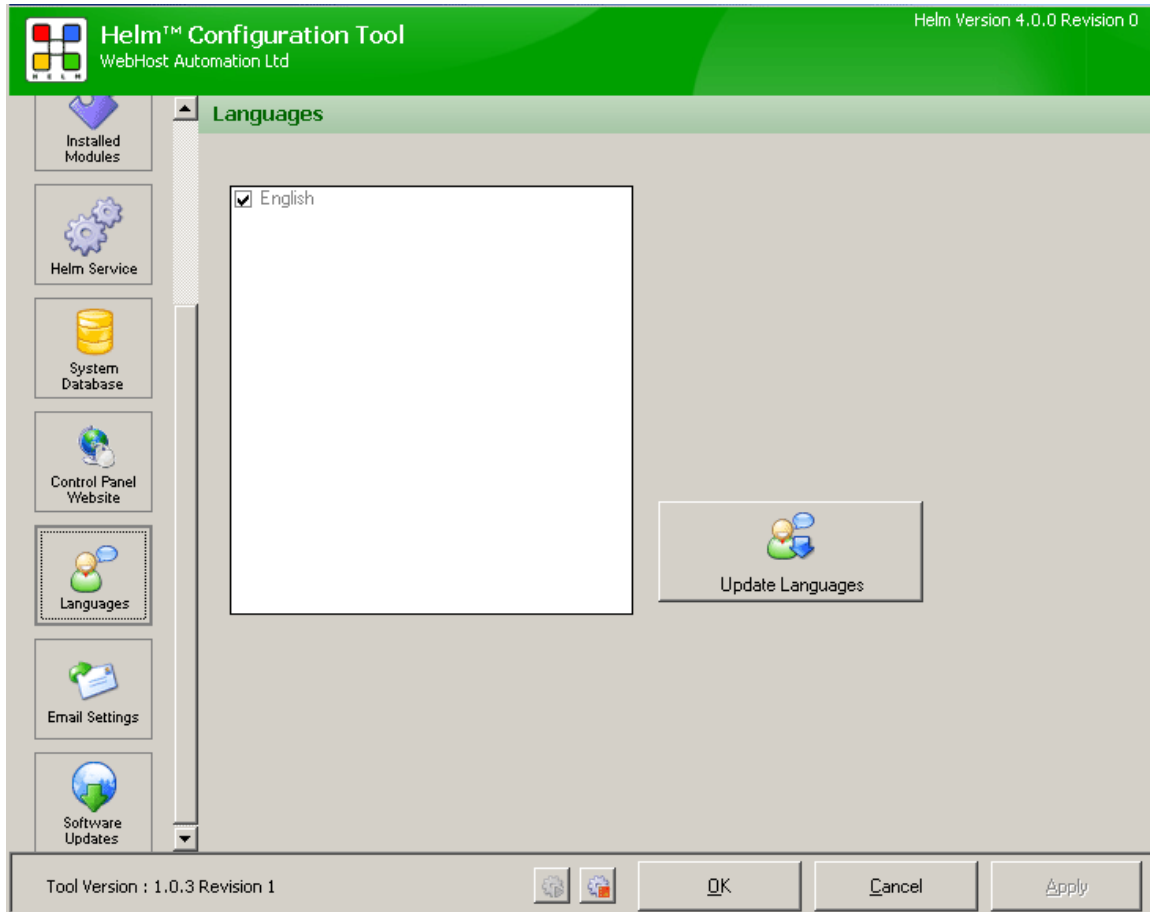 Helm™ Configuration Tool
WebHost Automation Ltd
Helm Version 4.0.0 Revision 0
HELM
Languages
Installed
Modules
Helm Service
System
Database
Control Panel
Website
Languages
Email Settings
Software
Updates
English
Update Languages
Tool Version : 1.0.3 Revision 1
OK
Cancel
Apply